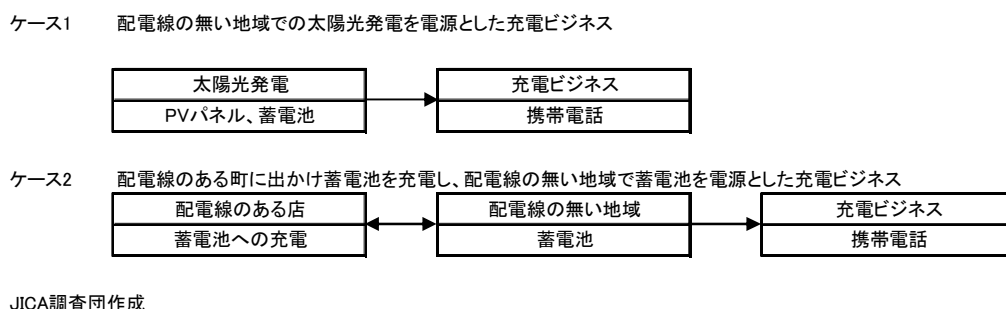 ケース1 配電線の無い地域での太陽光発電を電源とした充電ビジネス
太陽光発電 充電ビジネス
PVパネル、蓄電池 携帯電話
ケース2 配電線のある町に出かけ蓄電池を充電し、配電線の無い地域で蓄電池を電源とした充電ビジネス
配電線のある店 配電線の無い地域 充電ビジネス
蓄電池への充電 蓄電池 携帯電話
JICA調査団作成